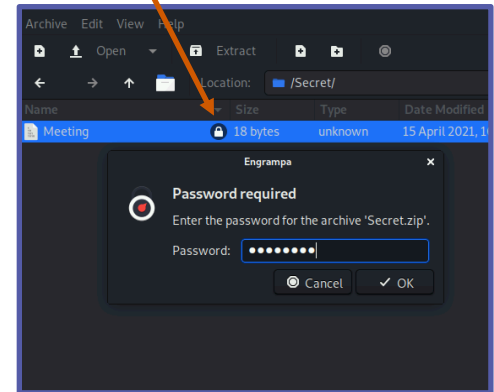 Archive Edit View Help
Open Extract
Location: /Secret/
Name Size Type Date Modified
Meeting 18 bytes unknown 15 April 2021, 1
Engrampa
Password required
Enter the password for the archive 'Secret.zip'.
Password: ●●●●●●●●
Cancel OK